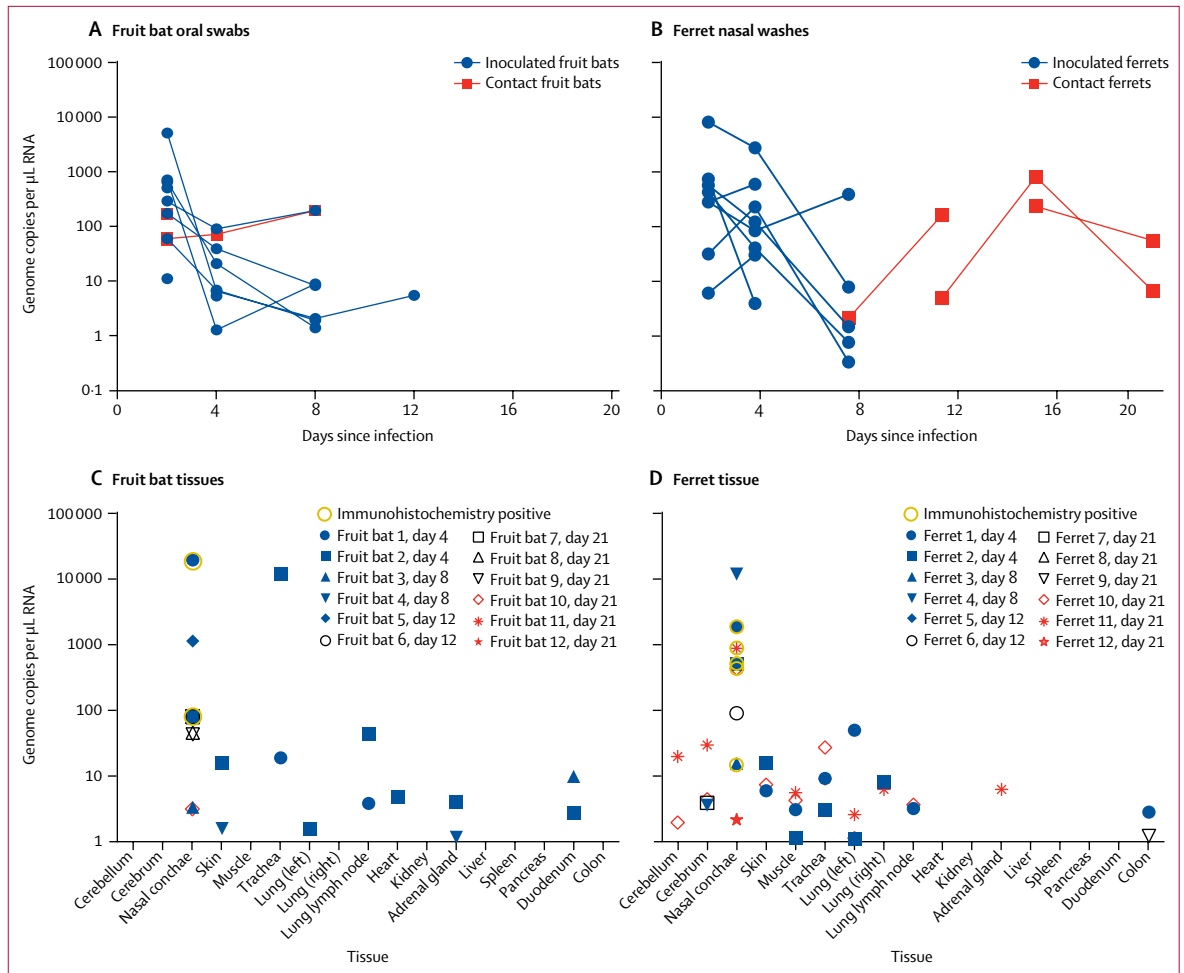 A Fruit bat oral swabs
Inoculated fruit bats
Contact fruit bats
Genome copies per µL RNA
100 000
10 000
1000
100
10
1
0·1
0 4 8 12 16 20
Days since infection
B Ferret nasal washes
Inoculated ferrets
Contact ferrets
0 4 8 12 16 20
Days since infection
C Fruit bat tissues
Immunohistochemistry positive
Fruit bat 1, day 4
Fruit bat 2, day 4
Fruit bat 3, day 8
Fruit bat 4, day 8
Fruit bat 5, day 12
Fruit bat 6, day 12
Fruit bat 7, day 21
Fruit bat 8, day 21
Fruit bat 9, day 21
Fruit bat 10, day 21
Fruit bat 11, day 21
Fruit bat 12, day 21
Genome copies per µL RNA
100 000
10 000
1000
100
10
1
Cerebellum
Cerebrum
Nasal conchae
Skin
Muscle
Trachea
Lung (left)
Lung (right)
Lung lymph node
Heart
Kidney
Adrenal gland
Liver
Spleen
Pancreas
Duodenum
Colon
Tissue
D Ferret tissue
Immunohistochemistry positive
Ferret 1, day 4
Ferret 2, day 4
Ferret 3, day 8
Ferret 4, day 8
Ferret 5, day 12
Ferret 6, day 12
Ferret 7, day 21
Ferret 8, day 21
Ferret 9, day 21
Ferret 10, day 21
Ferret 11, day 21
Ferret 12, day 21
Cerebellum
Cerebrum
Nasal conchae
Skin
Muscle
Trachea
Lung (left)
Lung (right)
Lung lymph node
Heart
Kidney
Adrenal gland
Liver
Spleen
Pancreas
Duodenum
Colon
Tissue